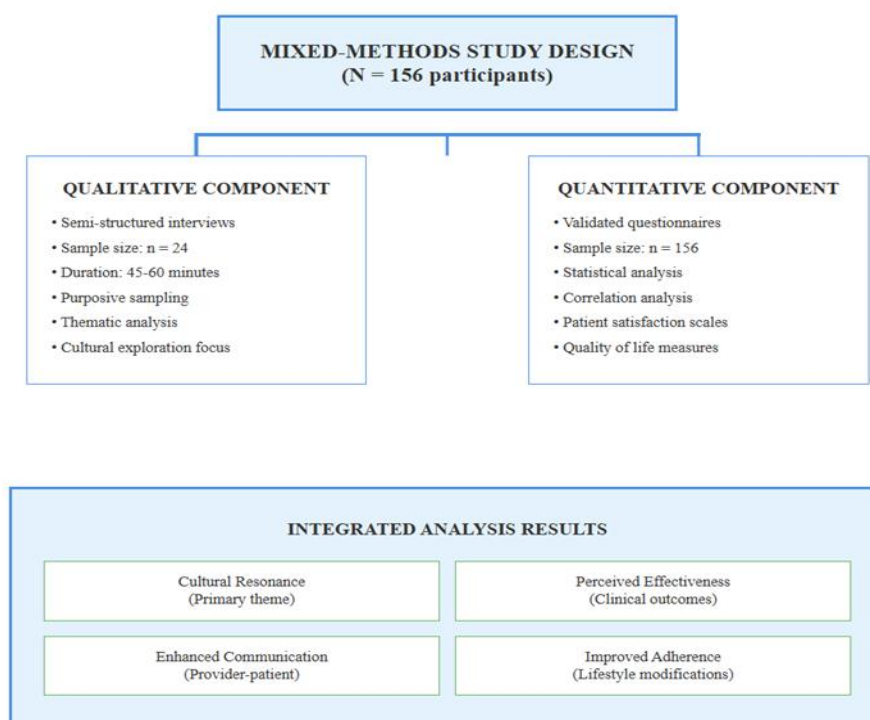 MIXED-METHODS STUDY DESIGN
(N = 156 participants)
QUALITATIVE COMPONENT
• Semi-structured interviews
• Sample size: n = 24
• Duration: 45-60 minutes
• Purposive sampling
• Thematic analysis
• Cultural exploration focus
QUANTITATIVE COMPONENT
• Validated questionnaires
• Sample size: n = 156
• Statistical analysis
• Correlation analysis
• Patient satisfaction scales
• Quality of life measures
INTEGRATED ANALYSIS RESULTS
Cultural Resonance
(Primary theme)
Perceived Effectiveness
(Clinical outcomes)
Enhanced Communication
(Provider-patient)
Improved Adherence
(Lifestyle modifications)